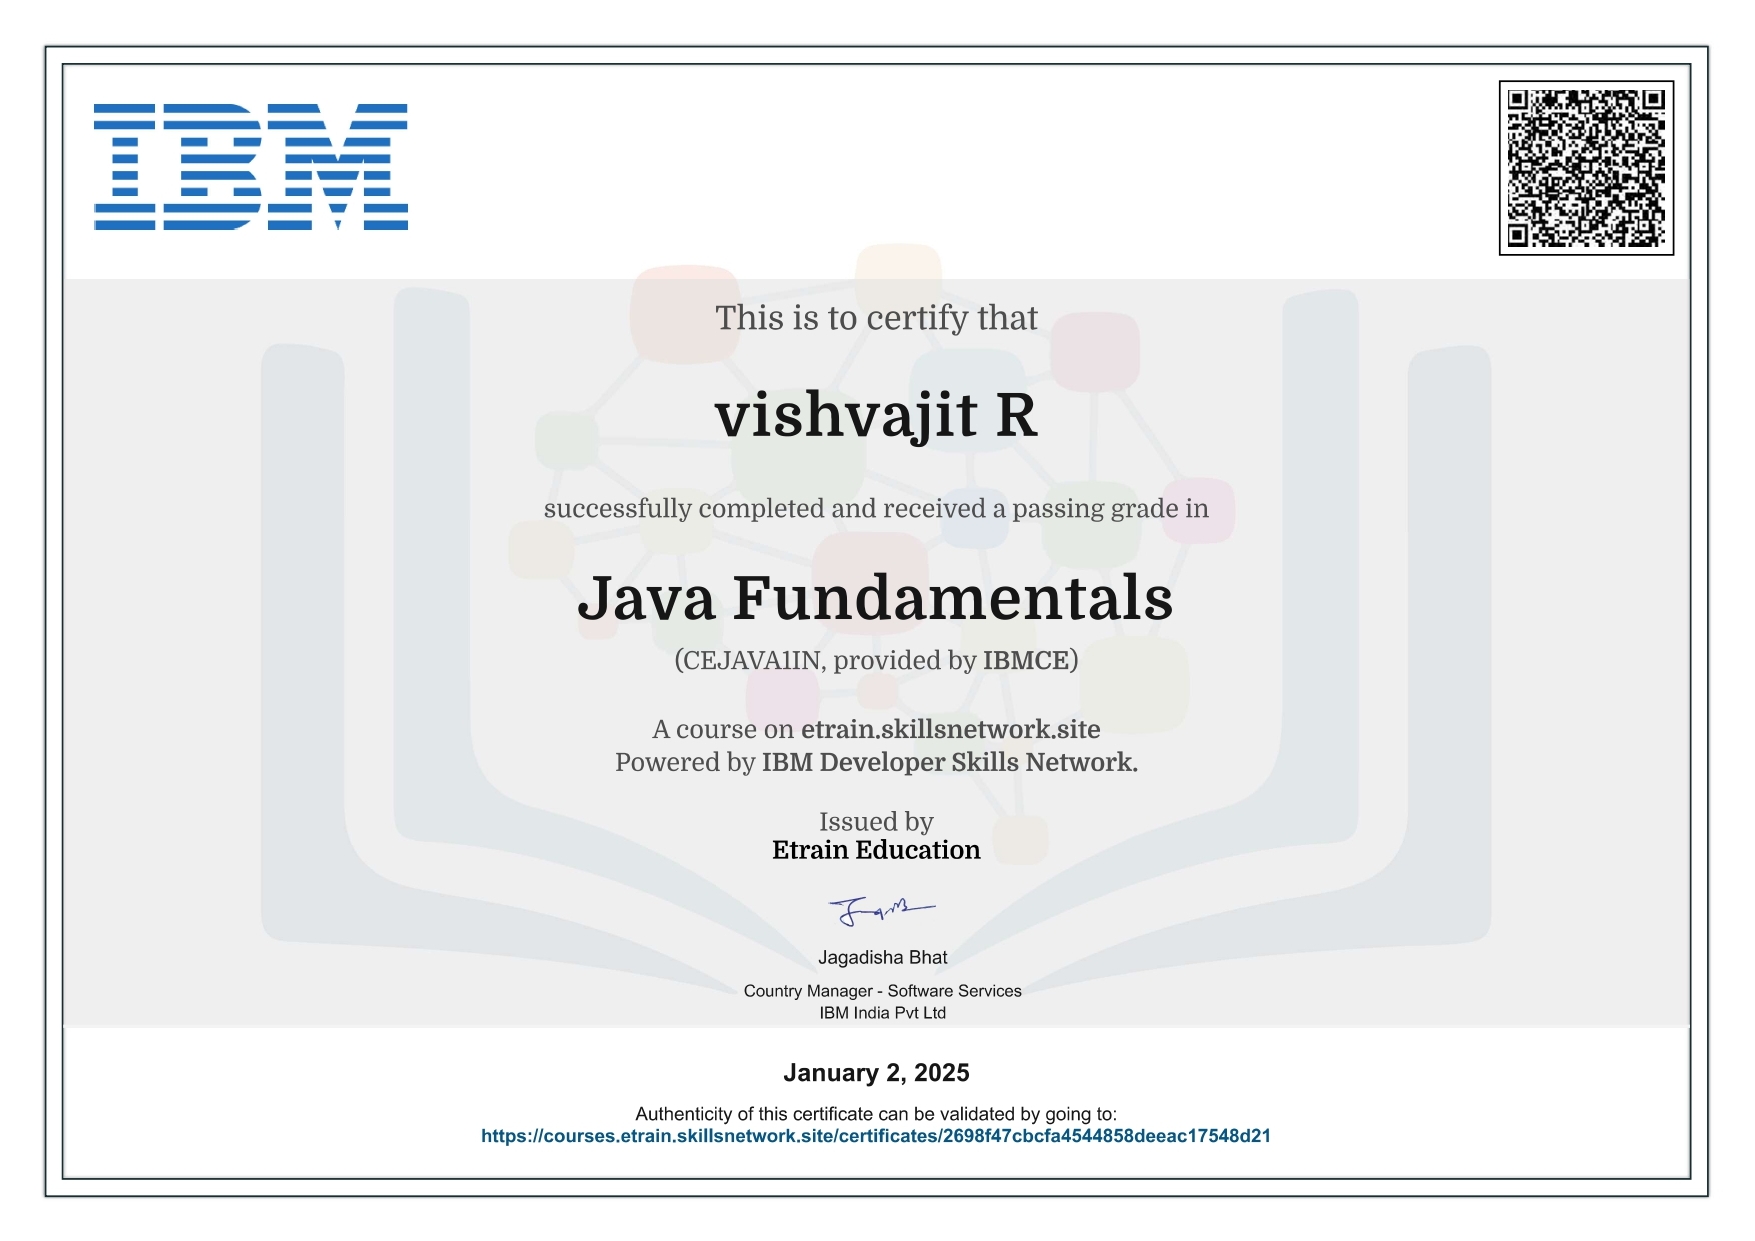 IBM
This is to certify that
vishvajit R
successfully completed and received a passing grade in
Java Fundamentals
(CEJAVA1IN, provided by IBMCE)
A course on etrain.skillsnetwork.site
Powered by IBM Developer Skills Network.
Issued by
Etrain Education
Jagadisha Bhat
Country Manager - Software Services
IBM India Pvt Ltd
January 2, 2025
Authenticity of this certificate can be validated by going to:
https://courses.etrain.skillsnetwork.site/certificates/2698f47cbcfa4544858deeac17548d21